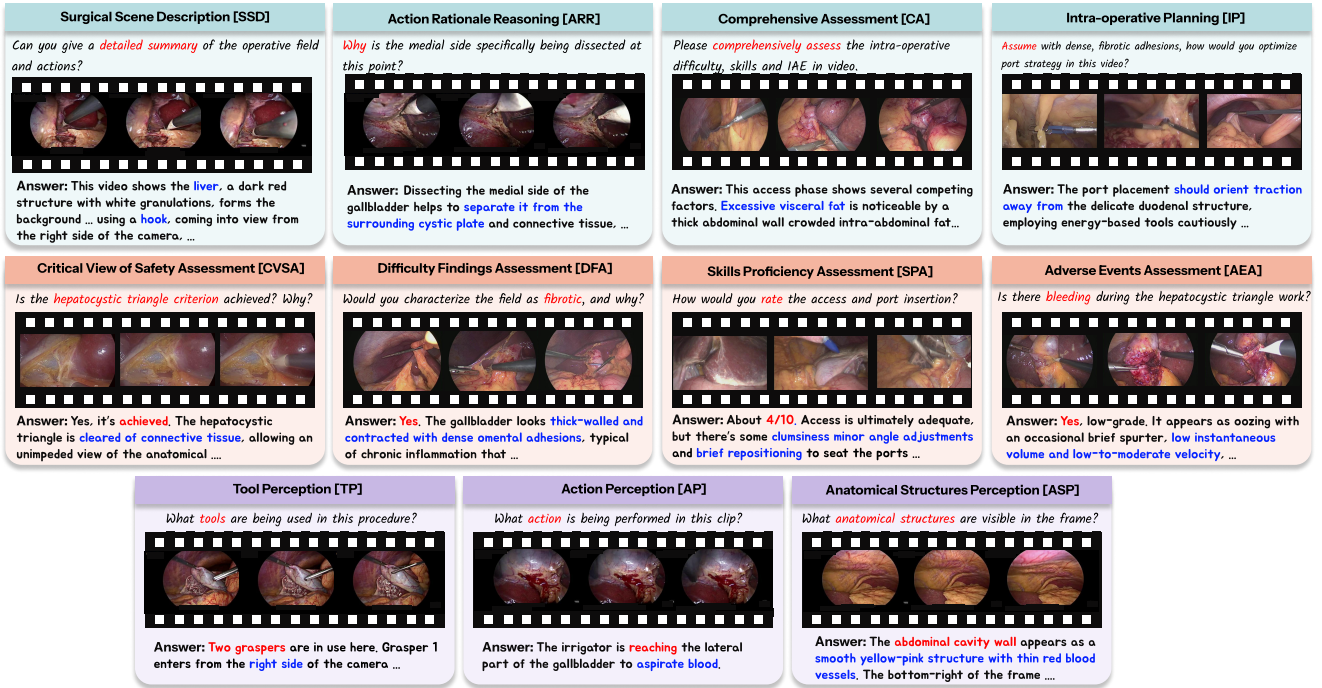 Surgical Scene Description [SSD]
Can you give a detailed summary of the operative field
and actions?
Answer: This video shows the liver, a dark red
structure with white granulations, forms the
background ... using a hook, coming into view from
the right side of the camera, ...
Action Rationale Reasoning [ARR]
Why is the medial side specifically being dissected at
this point?
Answer: Dissecting the medial side of the
gallbladder helps to separate it from the
surrounding cystic plate and connective tissue, ...
Comprehensive Assessment [CA]
Please comprehensively assess the intra-operative
difficulty, skills and IAE in video.
Answer: This access phase shows several competing
factors. Excessive visceral fat is noticeable by a
thick abdominal wall crowded intra-abdominal fat...
Intra-operative Planning [IP]
Assume with dense, fibrotic adhesions, how would you optimize
port strategy in this video?
Answer: The port placement should orient traction
away from the delicate duodenal structure,
employing energy-based tools cautiously ...
Critical View of Safety Assessment [CVSA]
Is the hepatocystic triangle criterion achieved? Why?
Answer: Yes, it's achieved. The hepatocystic
triangle is cleared of connective tissue, allowing an
unimpeded view of the anatomical ....
Difficulty Findings Assessment [DFA]
Would you characterize the field as fibrotic, and why?
Answer: Yes. The gallbladder looks thick-walled and
contracted with dense omental adhesions, typical
of chronic inflammation that ...
Skills Proficiency Assessment [SPA]
How would you rate the access and port insertion?
Answer: About 4/10. Access is ultimately adequate,
but there's some clumsiness minor angle adjustments
and brief repositioning to seat the ports ...
Adverse Events Assessment [AEA]
Is there bleeding during the hepatocystic triangle work?
Answer: Yes, low-grade. It appears as oozing with
an occasional brief spurter, low instantaneous
volume and low-to-moderate velocity, ...
Tool Perception [TP]
What tools are being used in this procedure?
Answer: Two graspers are in use here. Grasper 1
enters from the right side of the camera ...
Action Perception [AP]
What action is being performed in this clip?
Answer: The irrigator is reaching the lateral
part of the gallbladder to aspirate blood.
Anatomical Structures Perception [ASP]
What anatomical structures are visible in the frame?
Answer: The abdominal cavity wall appears as a
smooth yellow-pink structure with thin red blood
vessels. The bottom-right of the frame ....